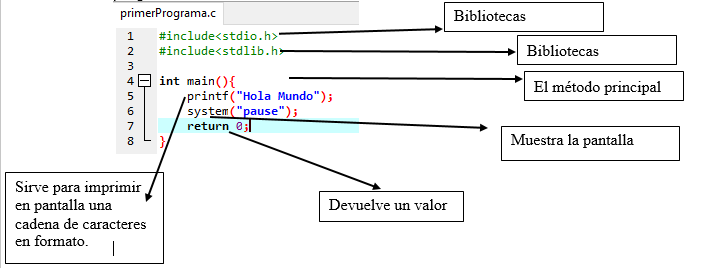 primerPrograma.c
1 #include<stdio.h>
2 #include<stdlib.h>
3
4 int main(){
5 printf("Hola Mundo");
6 system("pause");
7 return 0;
8 }
Bibliotecas
Bibliotecas
El método principal
Muestra la pantalla
Devuelve un valor
Sirve para imprimir
en pantalla una
cadena de caracteres
en formato.